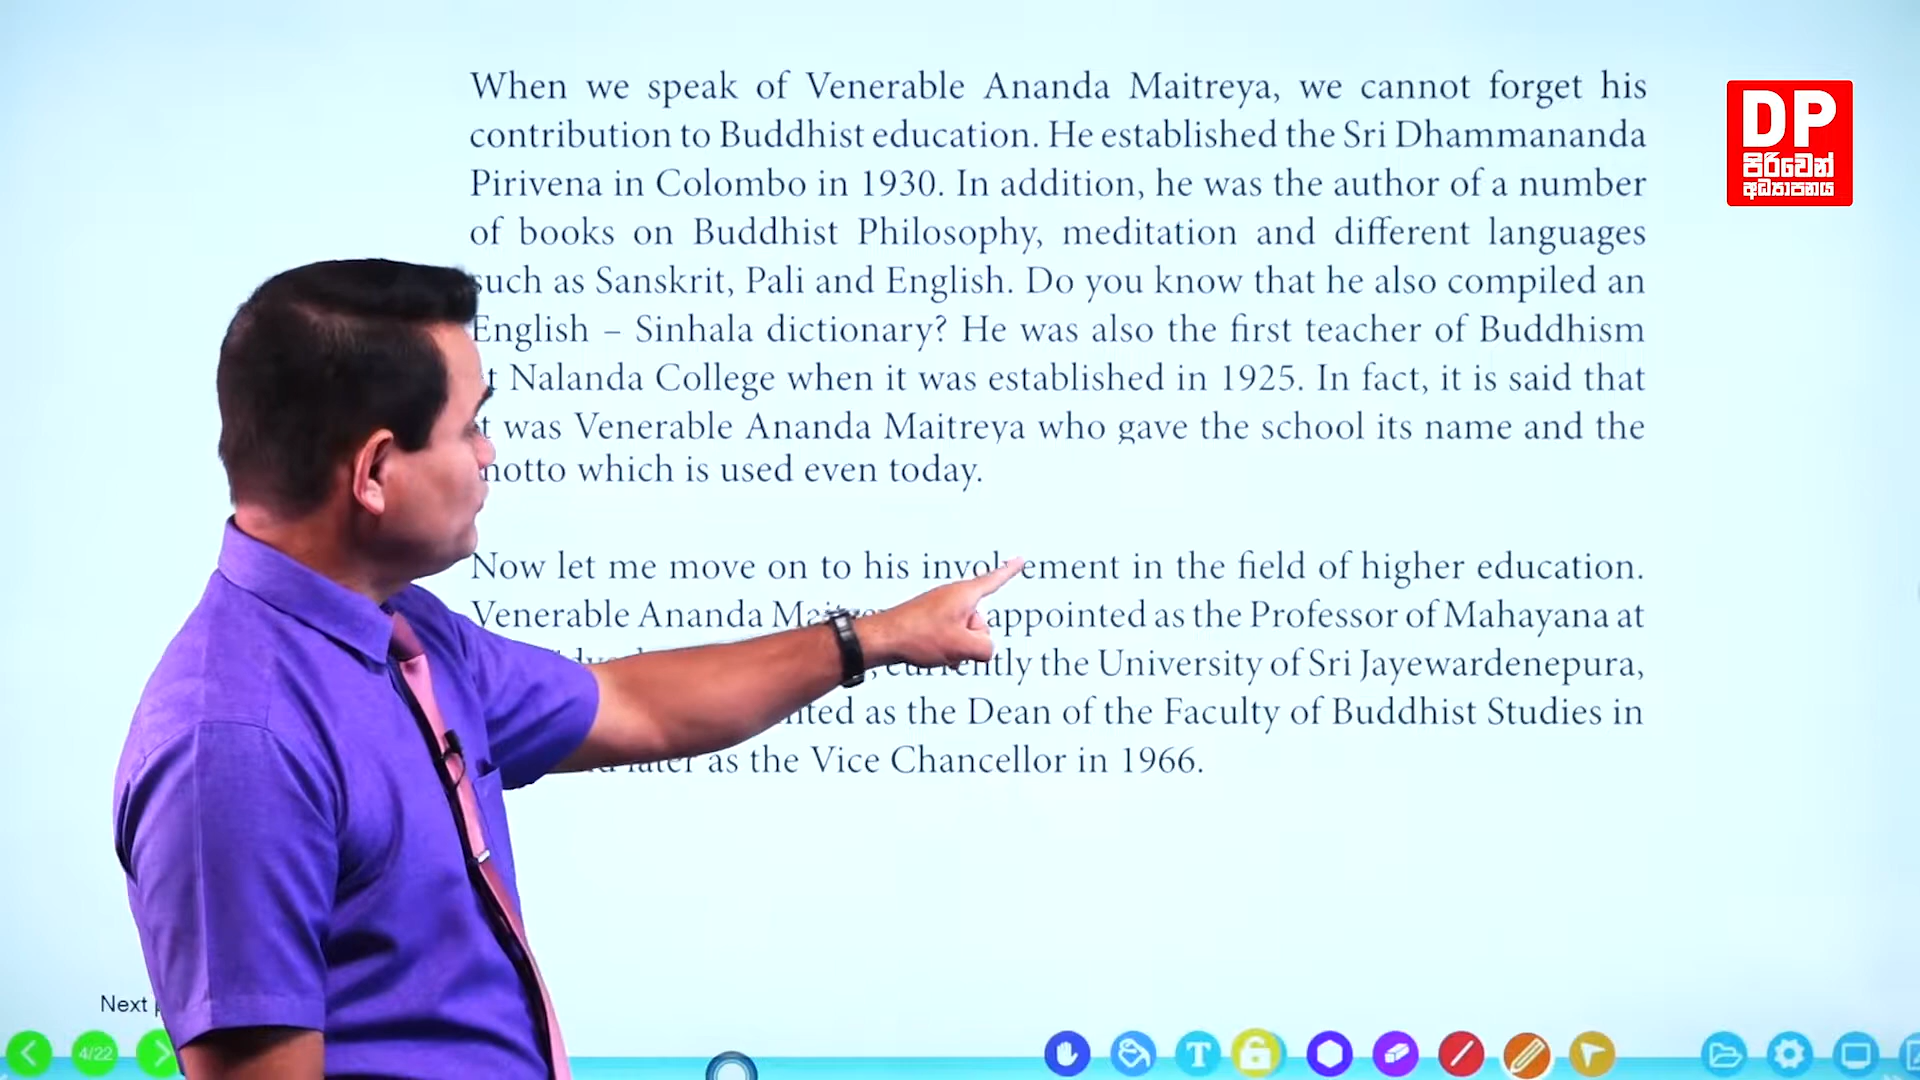 When we speak of Venerable Ananda Maitreya, we cannot forget his
contribution to Buddhist education. He established the Sri Dhammananda
Pirivena in Colombo in 1930. In addition, he was the author of a number
of books on Buddhist Philosophy, meditation and different languages
such as Sanskrit, Pali and English. Do you know that he also compiled an
English – Sinhala dictionary? He was also the first teacher of Buddhism
Nalanda College when it was established in 1925. In fact, it is said that
was Venerable Ananda Maitreya who gave the school its name and the
motto which is used even today.
Now let me move on to his involvement in the field of higher education.
Venerable Ananda appointed as the Professor of Mahayana at
currently the University of Sri Jayewardenepura,
as the Dean of the Faculty of Buddhist Studies in
later as the Vice Chancellor in 1966.
DP
පිරිවෙන්
අධ්‍යාපනය
Next
4/22
T